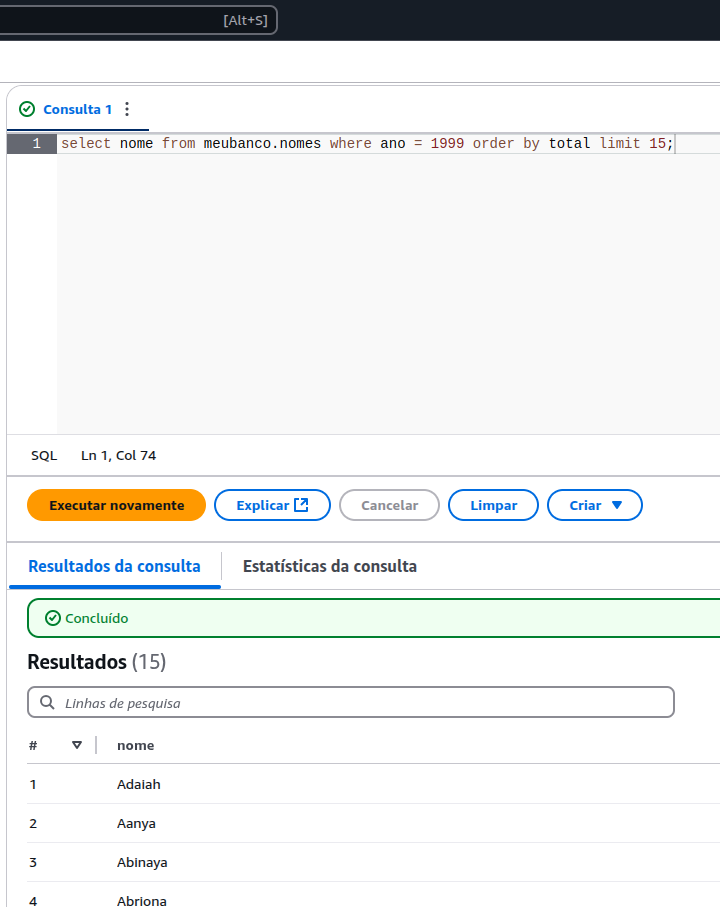 [Alt+S]
Consulta 1
1 select nome from meubanco.nomes where ano = 1999 order by total limit 15;
SQL Ln 1, Col 74
Executar novamente Explicar Cancelar Limpar Criar
Resultados da consulta Estatísticas da consulta
Concluído
Resultados (15)
Linhas de pesquisa
# nome
1 Adaiah
2 Aanya
3 Abinaya
4 Abriona